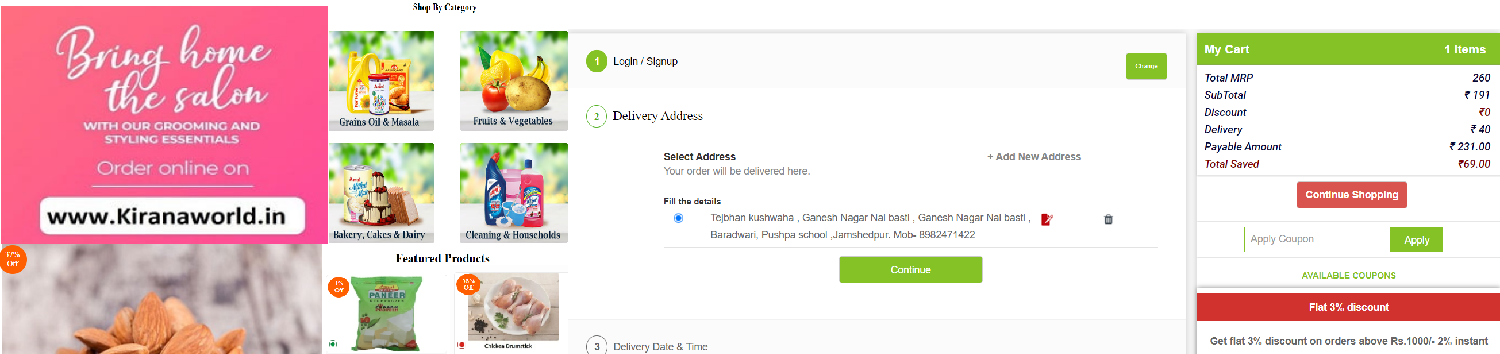 Bring home
the salon
WITH OUR GROOMING AND
STYLING ESSENTIALS
Order online on
www.Kiranaworld.in
Off
Shop By Category
Grains Oil & Masala
Fruits & Vegetables
Bakery, Cakes & Dairy
Cleaning & Households
Featured Products
Off
PANEER
Off
Chicken Drumstick
1 Login / Signup
Change
2 Delivery Address
Select Address
+ Add New Address
Your order will be delivered here.
Fill the details
Tejbhan kushwaha , Ganesh Nagar Nai basti , Ganesh Nagar Nai basti ,
Baradwari, Pushpa school ,Jamshedpur. Mob- 8982471422
Continue
3 Delivery Date & Time
My Cart 1 Items
Total MRP 260
SubTotal ₹ 191
Discount ₹0
Delivery ₹ 40
Payable Amount ₹ 231.00
Total Saved ₹69.00
Continue Shopping
Apply Coupon
Apply
AVAILABLE COUPONS
Flat 3% discount
Get flat 3% discount on orders above Rs.1000/- 2% instant